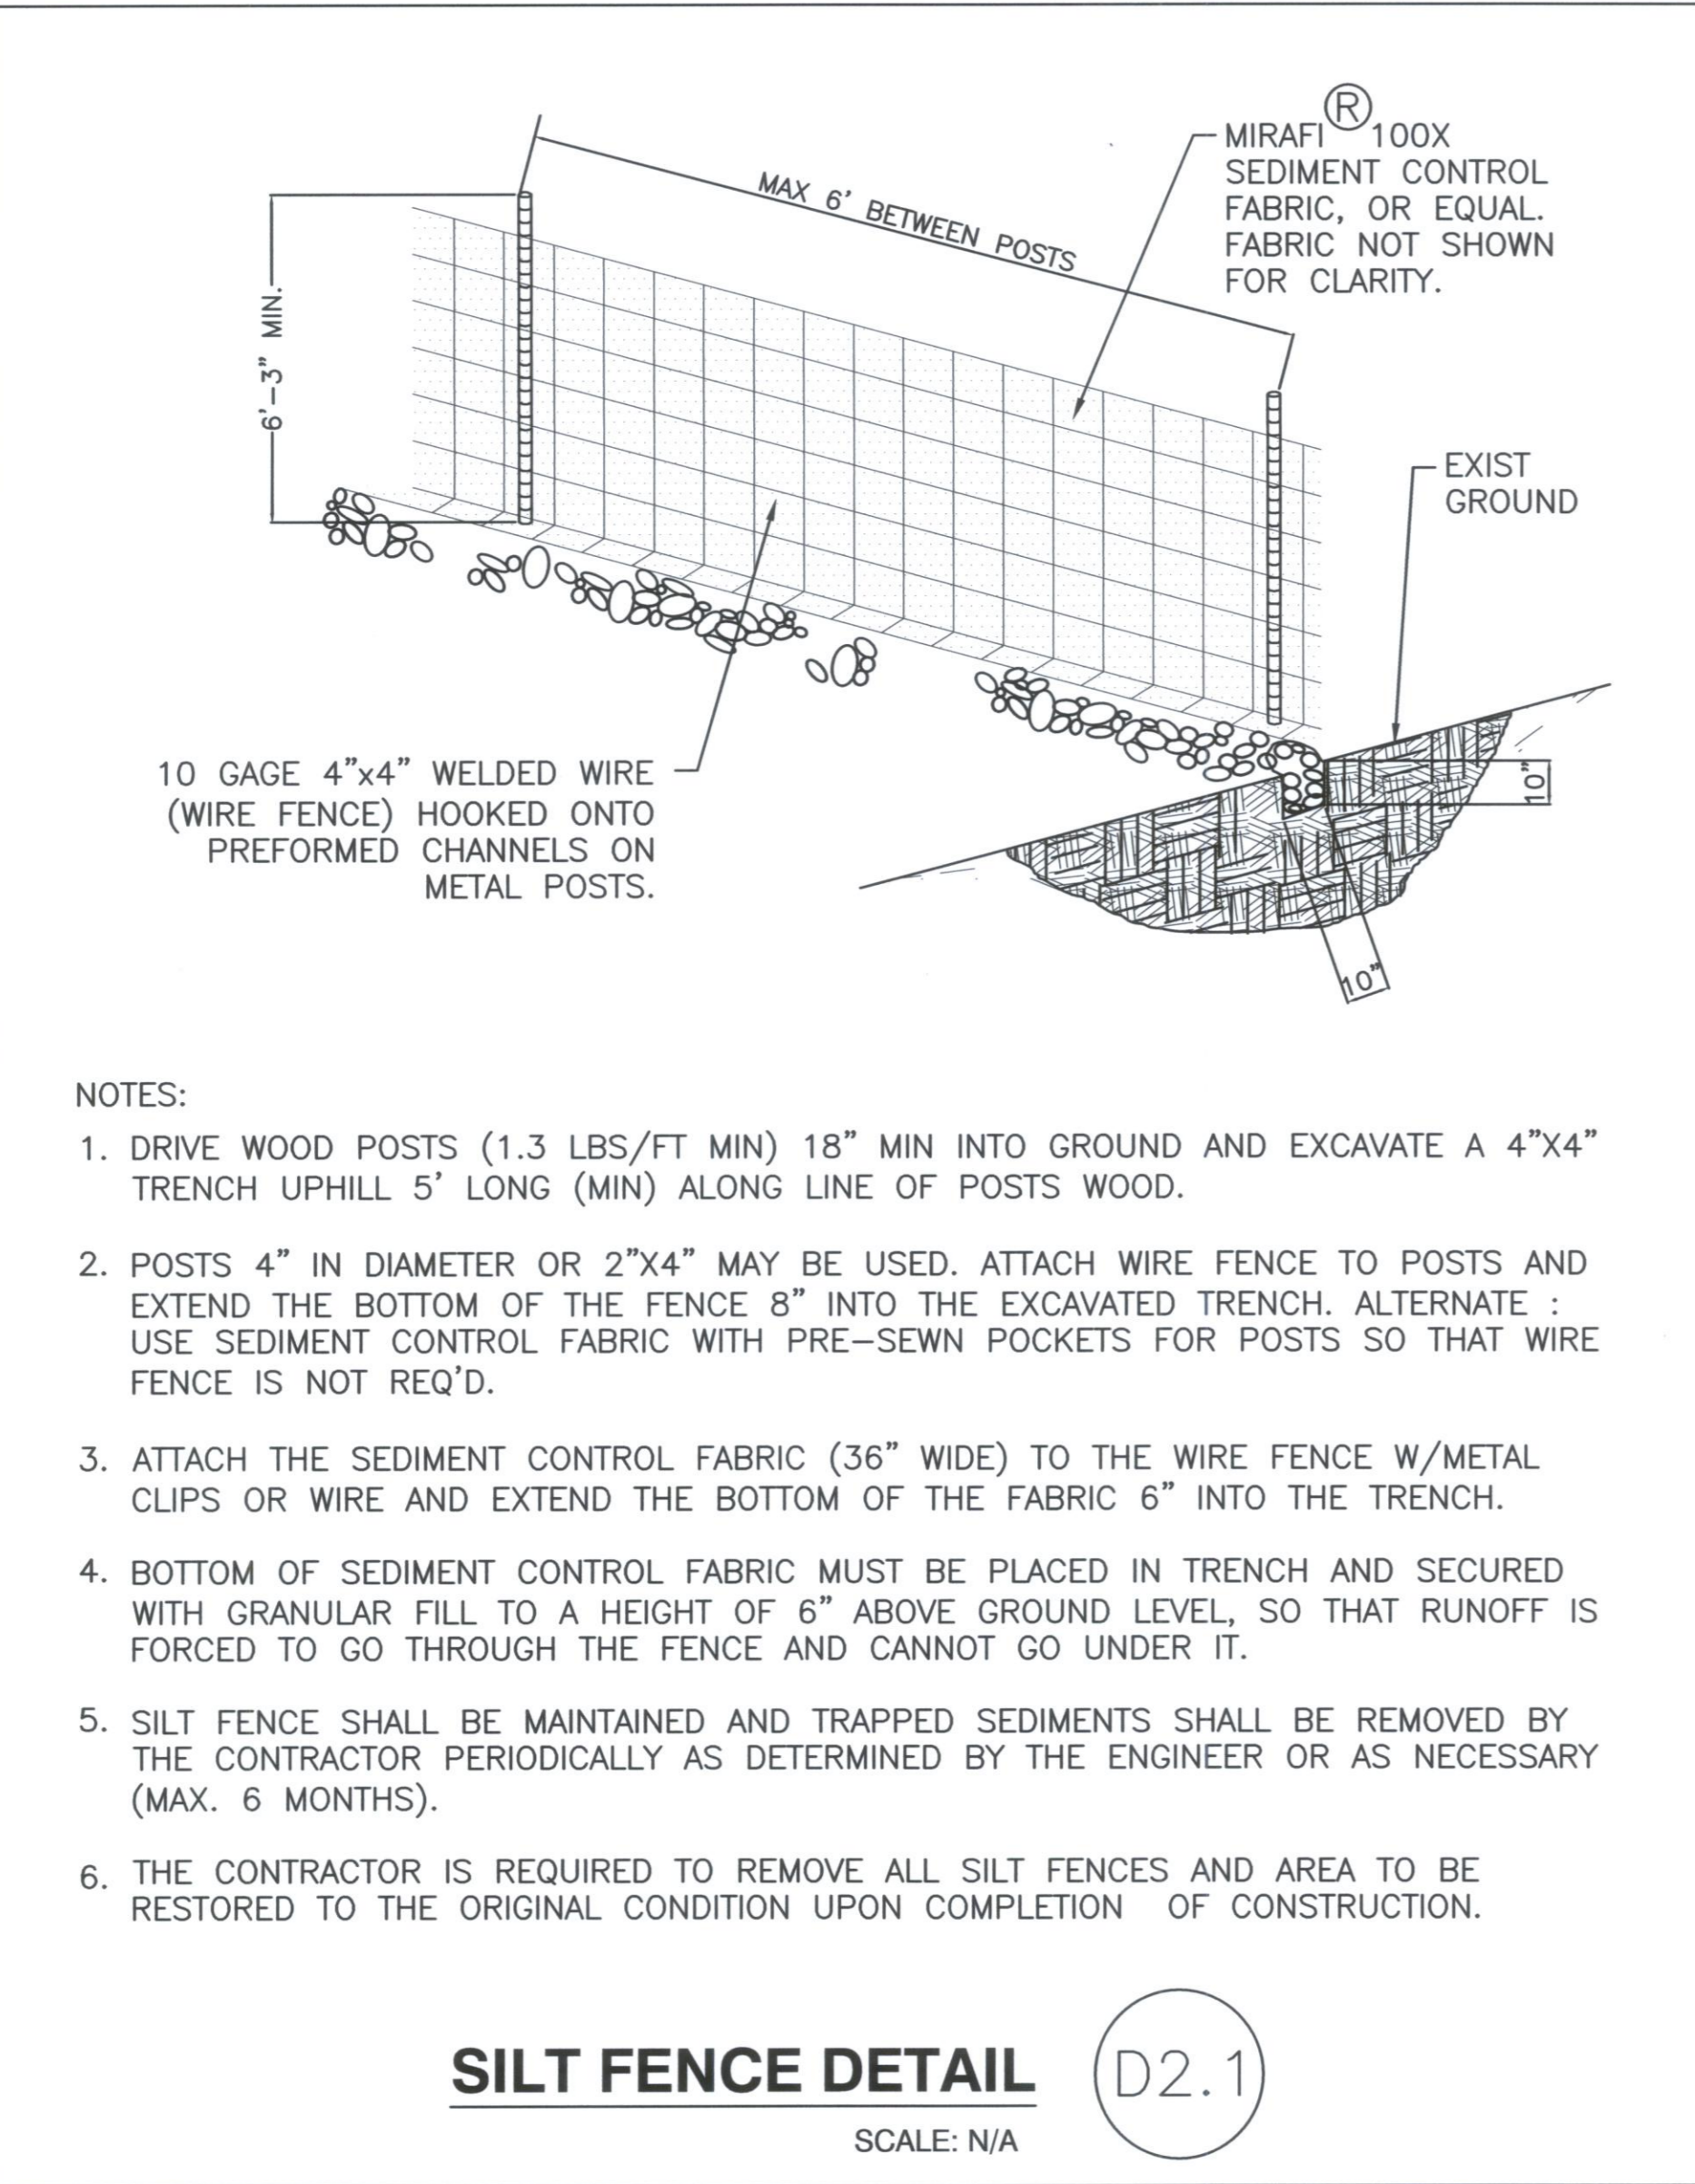 MIRAFI® 100X
SEDIMENT CONTROL
FABRIC, OR EQUAL.
FABRIC NOT SHOWN
FOR CLARITY.
MAX 6' BETWEEN POSTS
6'-3" MIN.
EXIST
GROUND
10 GAGE 4"x4" WELDED WIRE
(WIRE FENCE) HOOKED ONTO
PREFORMED CHANNELS ON
METAL POSTS.
10"
10"
NOTES:
1. DRIVE WOOD POSTS (1.3 LBS/FT MIN) 18" MIN INTO GROUND AND EXCAVATE A 4"X4"
TRENCH UPHILL 5' LONG (MIN) ALONG LINE OF POSTS WOOD.
2. POSTS 4" IN DIAMETER OR 2"X4" MAY BE USED. ATTACH WIRE FENCE TO POSTS AND
EXTEND THE BOTTOM OF THE FENCE 8" INTO THE EXCAVATED TRENCH. ALTERNATE :
USE SEDIMENT CONTROL FABRIC WITH PRE-SEWN POCKETS FOR POSTS SO THAT WIRE
FENCE IS NOT REQ'D.
3. ATTACH THE SEDIMENT CONTROL FABRIC (36" WIDE) TO THE WIRE FENCE W/METAL
CLIPS OR WIRE AND EXTEND THE BOTTOM OF THE FABRIC 6" INTO THE TRENCH.
4. BOTTOM OF SEDIMENT CONTROL FABRIC MUST BE PLACED IN TRENCH AND SECURED
WITH GRANULAR FILL TO A HEIGHT OF 6" ABOVE GROUND LEVEL, SO THAT RUNOFF IS
FORCED TO GO THROUGH THE FENCE AND CANNOT GO UNDER IT.
5. SILT FENCE SHALL BE MAINTAINED AND TRAPPED SEDIMENTS SHALL BE REMOVED BY
THE CONTRACTOR PERIODICALLY AS DETERMINED BY THE ENGINEER OR AS NECESSARY
(MAX. 6 MONTHS).
6. THE CONTRACTOR IS REQUIRED TO REMOVE ALL SILT FENCES AND AREA TO BE
RESTORED TO THE ORIGINAL CONDITION UPON COMPLETION OF CONSTRUCTION.
SILT FENCE DETAIL
D2.1
SCALE: N/A